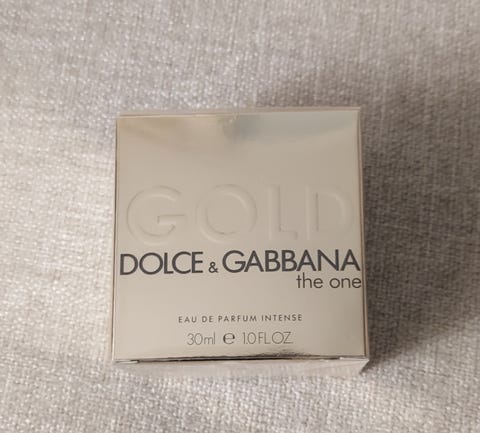 GOLD
DOLCE & GABBANA
the one
EAU DE PARFUM INTENSE
30ml ℮ 1.0 FL.OZ.